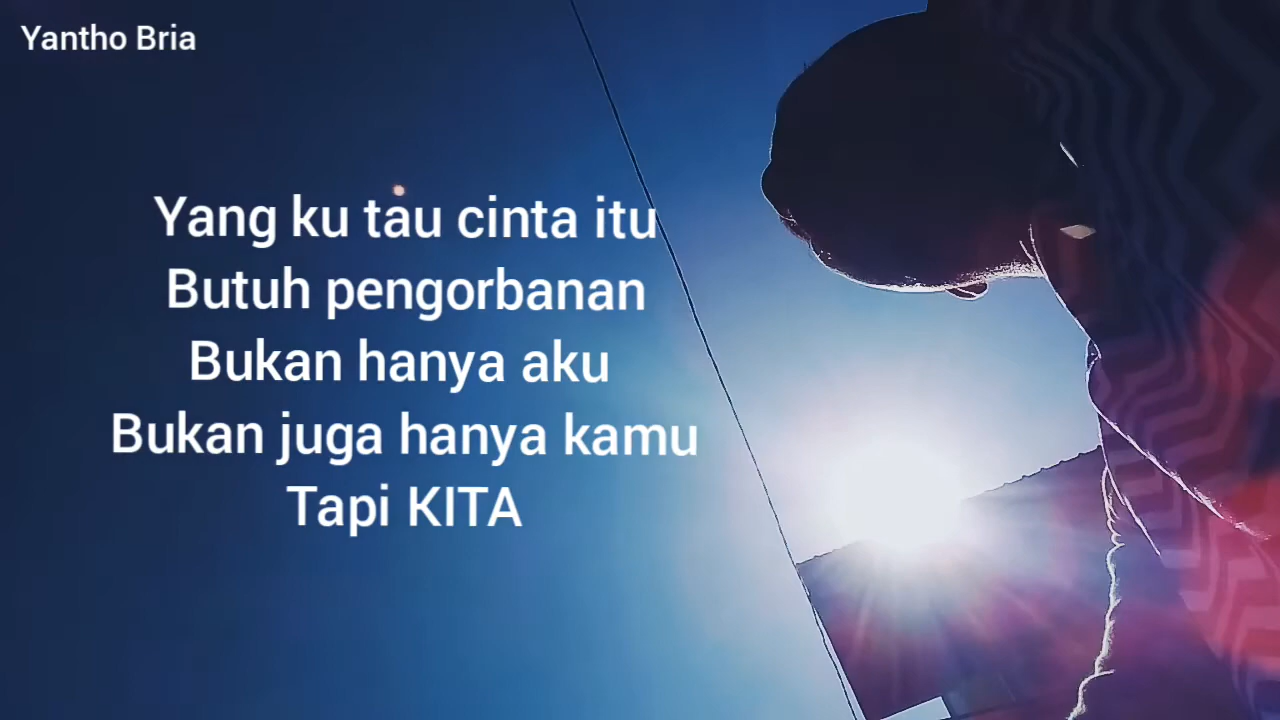 Yantho Bria
Yang ku tau cinta itu
Butuh pengorbanan
Bukan hanya aku
Bukan juga hanya kamu
Tapi KITA